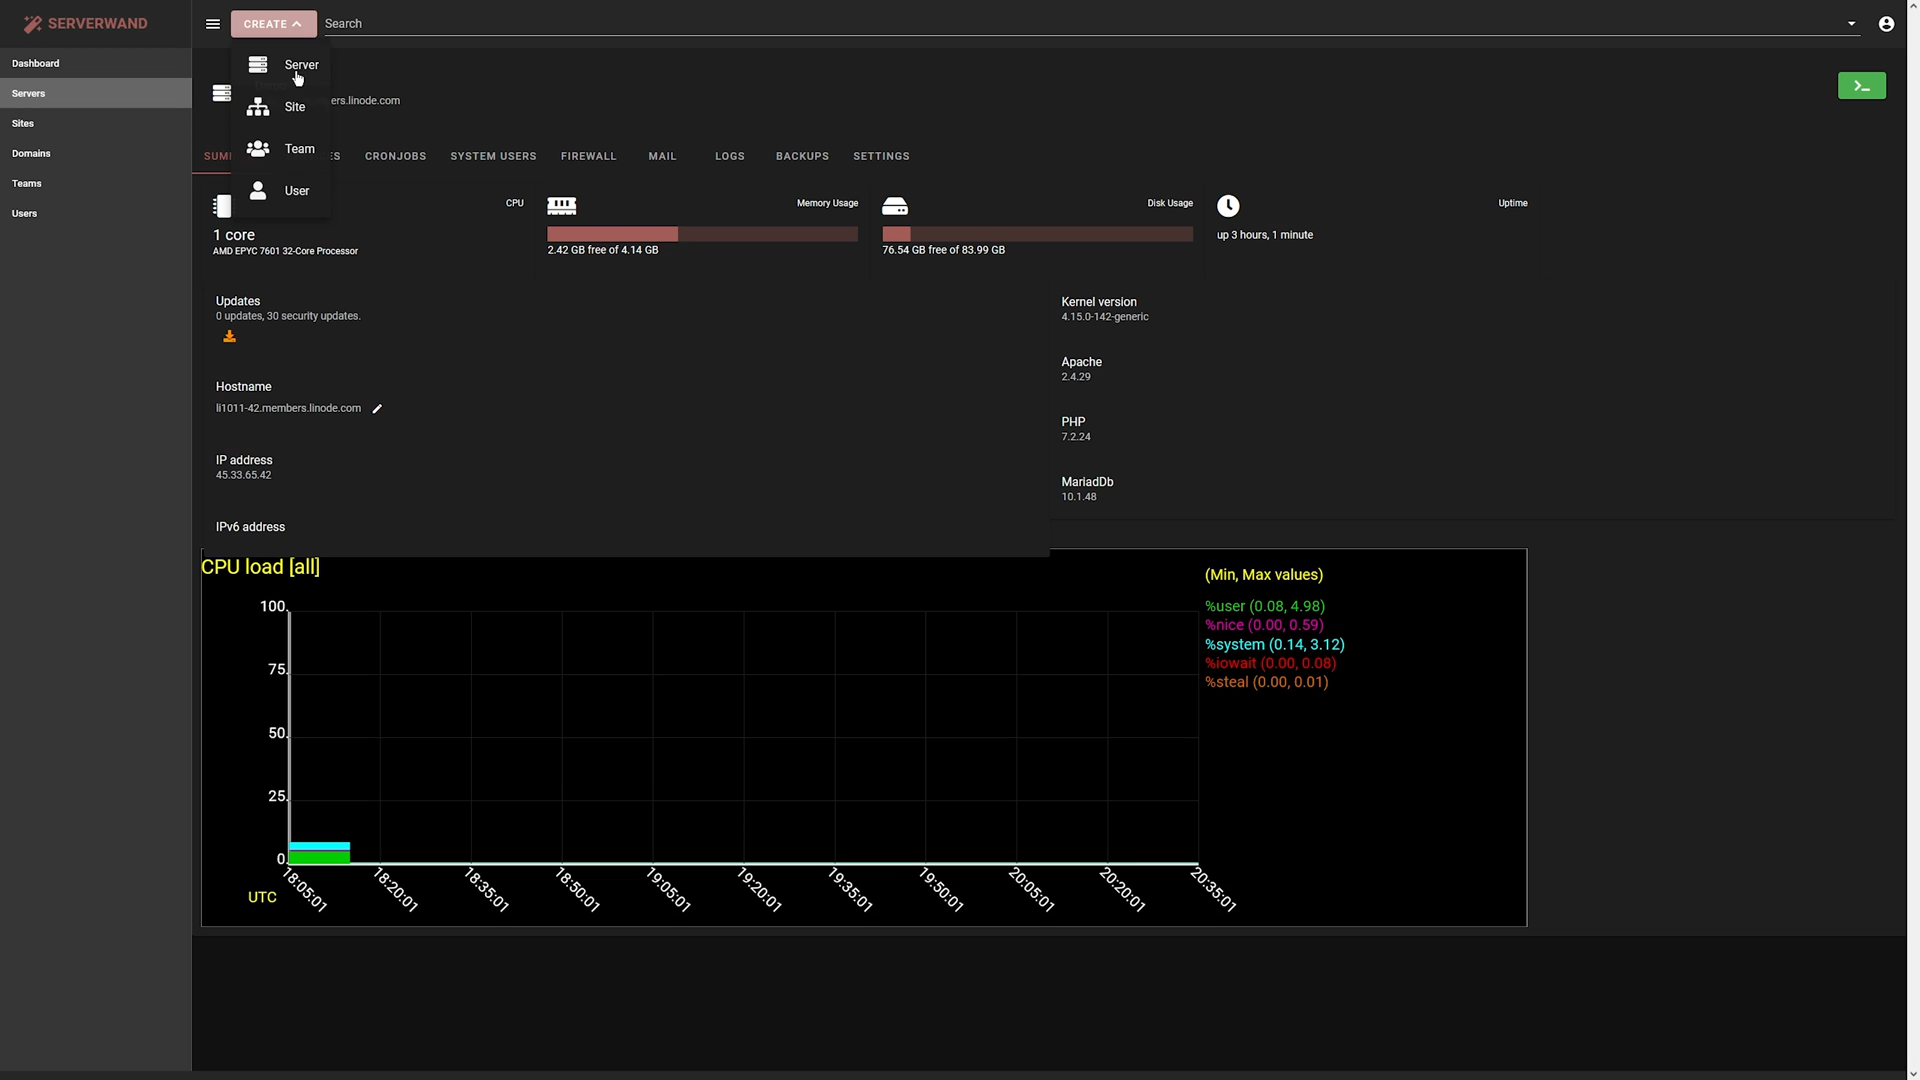 SERVERWAND
CREATE
Search
Dashboard
Servers
Sites
Domains
Teams
Users
Server
Site
Team
User
ers.linode.com
SUM
ES
CRONJOBS
SYSTEM USERS
FIREWALL
MAIL
LOGS
BACKUPS
SETTINGS
CPU
1 core
AMD EPYC 7601 32-Core Processor
Memory Usage
2.42 GB free of 4.14 GB
Disk Usage
76.54 GB free of 83.99 GB
Uptime
up 3 hours, 1 minute
Updates
0 updates, 30 security updates.
Hostname
li1011-42.members.linode.com
IP address
45.33.65.42
IPv6 address
Kernel version
4.15.0-142-generic
Apache
2.4.29
PHP
7.2.24
MariadDb
10.1.48
CPU load [all]
(Min, Max values)
%user (0.08, 4.98)
%nice (0.00, 0.59)
%system (0.14, 3.12)
%iowait (0.00, 0.08)
%steal (0.00, 0.01)
100
75
50
25
0
UTC
18:05:01
18:20:01
18:35:01
18:50:01
19:05:01
19:20:01
19:35:01
19:50:01
20:05:01
20:20:01
20:35:01